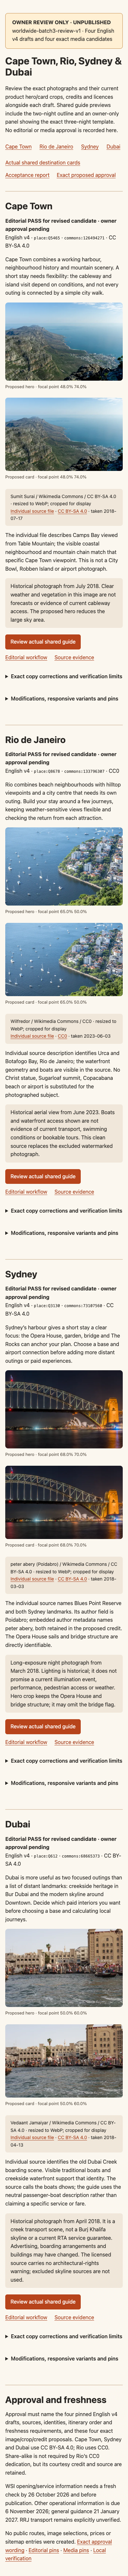 OWNER REVIEW ONLY · UNPUBLISHED
worldwide-batch3-review-v1 · Four English
v4 drafts and four exact media candidates
Cape Town, Rio, Sydney &
Dubai
Review the exact photographs and their current
cropped heroes, cards, full licences and known
errors alongside each draft. Shared guide previews
include the two-night outline and an owner-only
panel showing the exact three-night template.
No editorial or approval record is recorded here.
Cape Town Rio de Janeiro Sydney Dubai
Actual shared destination cards
Acceptance report Exact proposed approval
Cape Town
Editorial PASS for revised candidate · owner
approval pending
English v4 · place:Q5465 · commons:126494271 · CC
BY-SA 4.0
Cape Town combines a working harbour,
neighbourhood history and mountain scenery. A
short stay needs flexibility: the cableway and
island visit depend on conditions, and every
outing is connected by a simple city walk.
Proposed hero · focal point 48.0% 74.0%
Proposed card · focal point 48.0% 74.0%
Sumit Surai / Wikimedia Commons / CC BY-SA 4.0
· resized to WebP; cropped for display
Individual source file · CC BY-SA 4.0 · taken 2018-
07-17
The individual file describes Camps Bay viewed
from Table Mountain; the visible coast and
mountain slope match an association with the
specific Cape Town viewpoint. This is not a City
Bowl, Robben Island or airport photograph.
Historical photograph from July 2018. Clear
weather and vegetation in this image are not
forecasts or evidence of current cableway
access. The proposed hero reduces the
large sky area.
Review actual shared guide
Editorial workflow Source evidence
Exact copy corrections and verification limits
Modifications, responsive variants and pins
Rio de Janeiro
Editorial PASS for revised candidate · owner
approval pending
English v4 · place:Q8678 · commons:133796307 · CC0
Rio combines beach neighbourhoods with hilltop
viewpoints and a city centre that needs its own
outing. Build your stay around a few journeys,
keeping weather-sensitive views flexible and
checking the return from each attraction.
Proposed hero · focal point 65.0% 50.0%
Proposed card · focal point 65.0% 50.0%
Wilfredor / Wikimedia Commons / CC0 · resized to
WebP; cropped for display
Individual source file · CC0 · taken 2023-06-03
Individual source description identifies Urca and
Botafogo Bay, Rio de Janeiro; the waterfront
geometry and boats are visible in the source. No
Christ statue, Sugarloaf summit, Copacabana
beach or airport is substituted for the
photographed subject.
Historical aerial view from June 2023. Boats
and waterfront access shown are not
evidence of current transport, swimming
conditions or bookable tours. This clean
source replaces the excluded watermarked
photograph.
Review actual shared guide
Editorial workflow Source evidence
Exact copy corrections and verification limits
Modifications, responsive variants and pins
Sydney
Editorial PASS for revised candidate · owner
approval pending
English v4 · place:Q3130 · commons:73107560 · CC
BY-SA 4.0
Sydney's harbour gives a short stay a clear
focus: the Opera House, garden, bridge and The
Rocks can anchor your plan. Choose a base and
airport connection before adding more distant
outings or paid experiences.
Proposed hero · focal point 68.0% 70.0%
Proposed card · focal point 68.0% 70.0%
peter abery (Poidabro) / Wikimedia Commons / CC
BY-SA 4.0 · resized to WebP; cropped for display
Individual source file · CC BY-SA 4.0 · taken 2018-
03-03
The individual source names Blues Point Reserve
and both Sydney landmarks. Its author field is
Poidabro; embedded author metadata names
peter abery, both retained in the proposed credit.
The Opera House sails and bridge structure are
directly identifiable.
Long-exposure night photograph from
March 2018. Lighting is historical; it does not
promise a current illumination event,
performance, pedestrian access or weather.
Hero crop keeps the Opera House and
bridge structure; it may omit the bridge flag.
Review actual shared guide
Editorial workflow Source evidence
Exact copy corrections and verification limits
Modifications, responsive variants and pins
Dubai
Editorial PASS for revised candidate · owner
approval pending
English v4 · place:Q612 · commons:69665373 · CC BY-
SA 4.0
Dubai is more useful as two focused outings than
a list of distant landmarks: creekside heritage in
Bur Dubai and the modern skyline around
Downtown. Decide which paid interiors you want
before choosing a base and calculating local
journeys.
Proposed hero · focal point 50.0% 60.0%
Proposed card · focal point 50.0% 60.0%
Vedaant Jamaiyar / Wikimedia Commons / CC BY-
SA 4.0 · resized to WebP; cropped for display
Individual source file · CC BY-SA 4.0 · taken 2018-
04-13
Individual source identifies the old Dubai Creek
boarding scene. Visible traditional boats and
creekside waterfront support that identity. The
source calls the boats dhows; the guide uses the
neutral passenger-boat description rather than
claiming a specific service or fare.
Historical photograph from April 2018. It is a
creek transport scene, not a Burj Khalifa
skyline or a current RTA service guarantee.
Advertising, boarding arrangements and
buildings may have changed. The licensed
source carries no architectural-rights
warning; excluded skyline sources are not
used.
Review actual shared guide
Editorial workflow Source evidence
Exact copy corrections and verification limits
Modifications, responsive variants and pins
Approval and freshness
Approval must name the four pinned English v4
drafts, sources, identities, itinerary order and
freshness requirements, and these four exact
image/crop/credit proposals. Cape Town, Sydney
and Dubai use CC BY-SA 4.0; Rio uses CC0.
Share-alike is not required by Rio's CC0
dedication, but its courtesy credit and source are
retained.
WSI opening/service information needs a fresh
check by 26 October 2026 and before
publication. Other operational information is due
6 November 2026; general guidance 21 January
2027. RRJ transport remains explicitly unverified.
No public routes, image selections, prices or
sitemap entries were created. Exact approval
wording · Editorial pins · Media pins · Local
verification